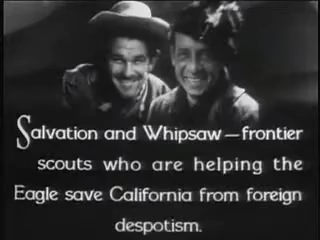 Salvation and Whipsaw—frontier
scouts who are helping the
Eagle save California from foreign
despotism.